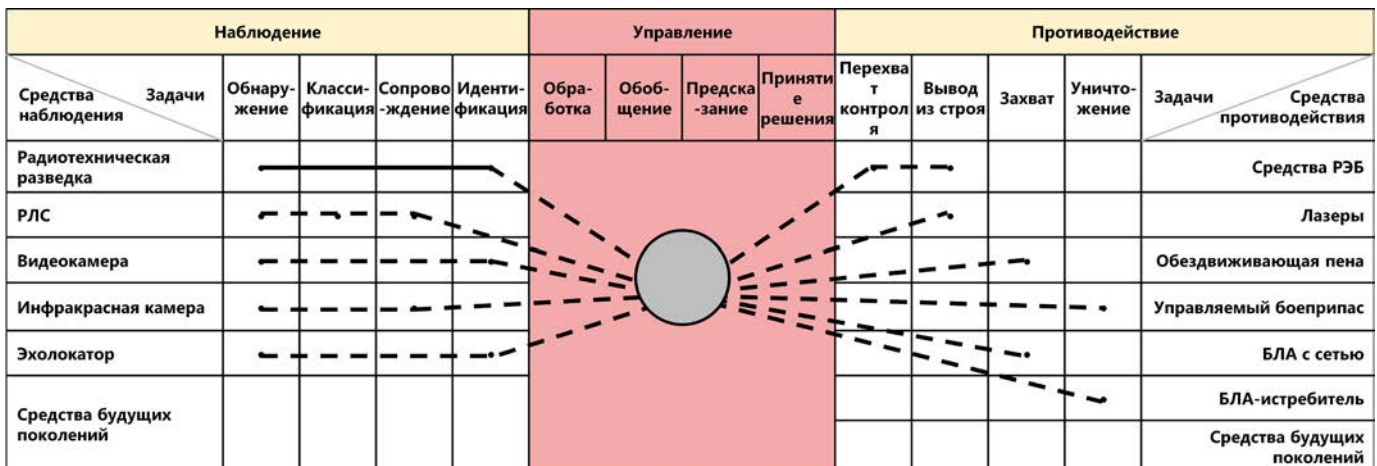 Наблюдение
Управление
Противодействие
Задачи
Средства
наблюдения
Обнару-
жение
Класси-
фикация
Сопрово
-ждение
Иденти-
фикация
Обра-
ботка
Обоб-
щение
Предска
-зание
Приняти
е
решения
Перехва
т
контрол
я
Вывод
из строя
Захват
Уничто-
жение
Задачи
Средства
противодействия
Радиотехническая
разведка
Средства РЭБ
РЛС
Лазеры
Видеокамера
Обездвиживающая пена
Инфракрасная камера
Управляемый боеприпас
Эхолокатор
БЛА с сетью
Средства будущих
поколений
БЛА-истребитель
Средства будущих
поколений